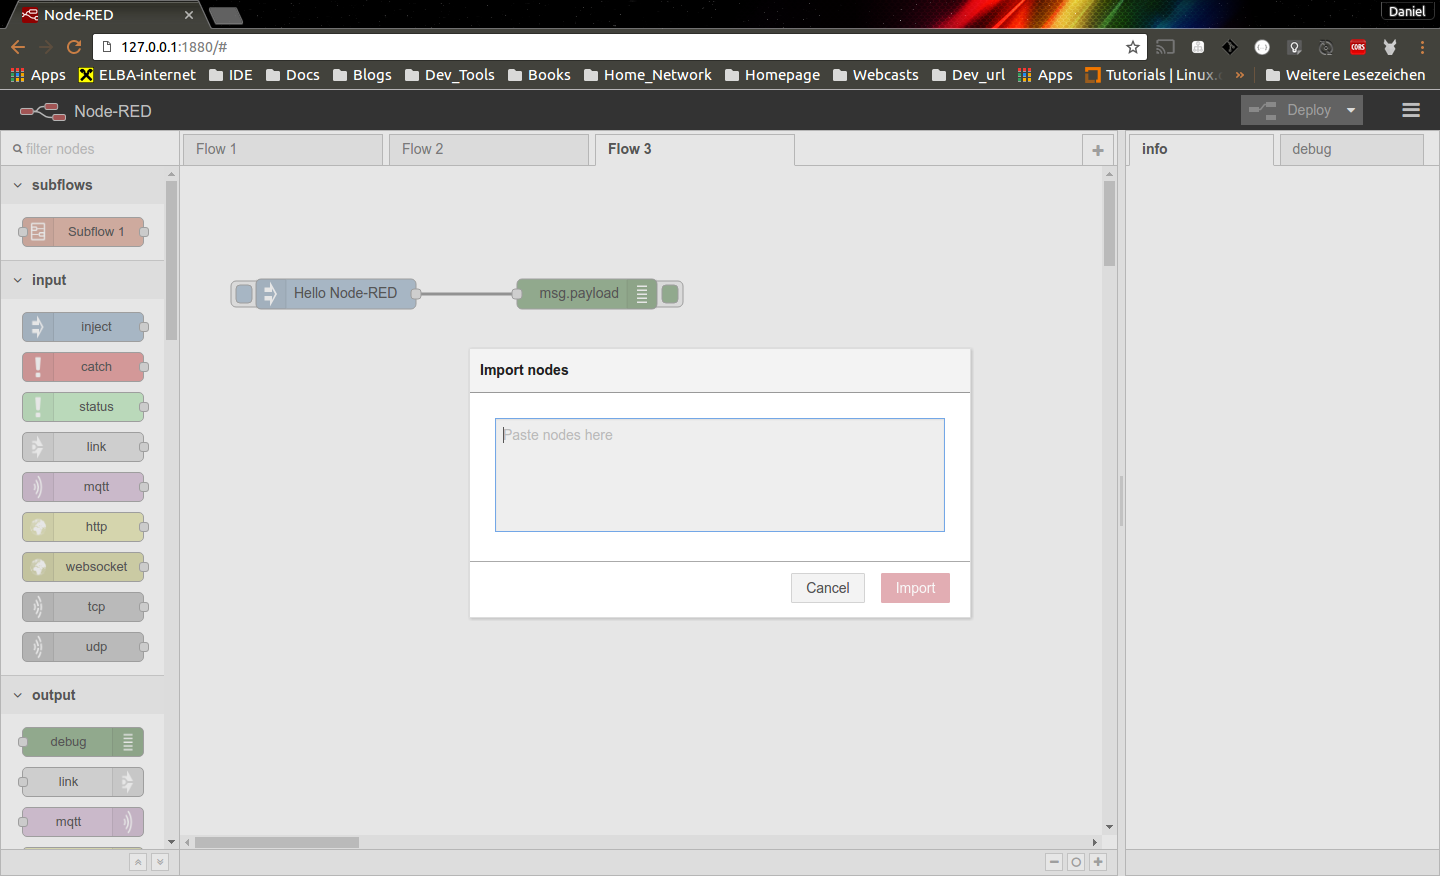 Node-RED
Daniel
127.0.0.1:1880/#
Apps ELBA-internet IDE Docs Blogs Dev_Tools Books Home_Network Homepage Webcasts Dev_url Apps Tutorials | Linux. » Weitere Lesezeichen
CORS
Node-RED
Deploy
filter nodes
Flow 1
Flow 2
Flow 3
info
debug
subflows
Subflow 1
input
inject
catch
status
link
mqtt
http
websocket
tcp
udp
output
debug
link
mqtt
Hello Node-RED
msg.payload
Import nodes
Paste nodes here
Cancel
Import